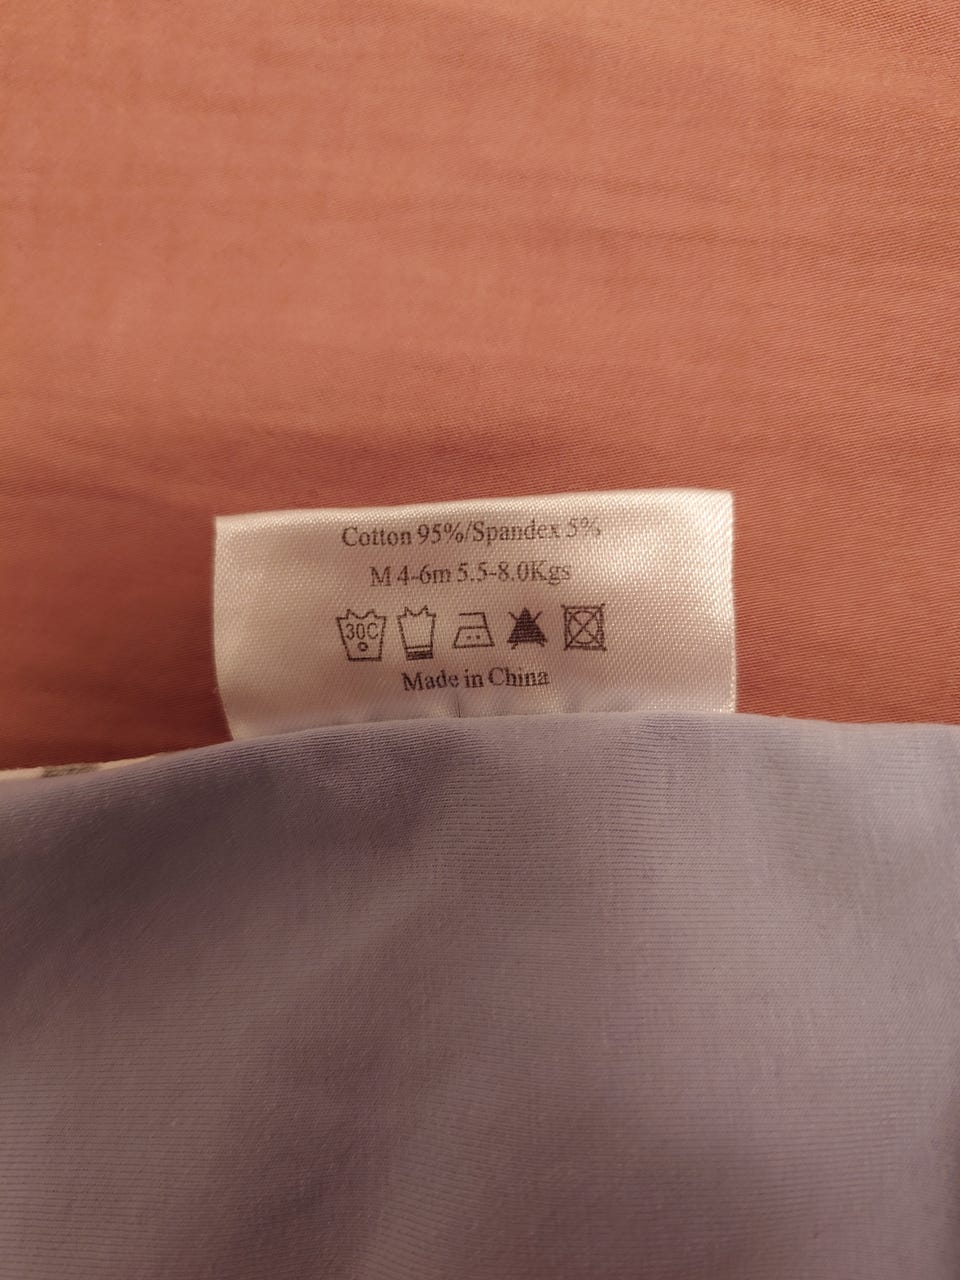 Cotton 95%/Spandex 5%
M 4-6m 5.5-8.0Kgs
30C
Made in China